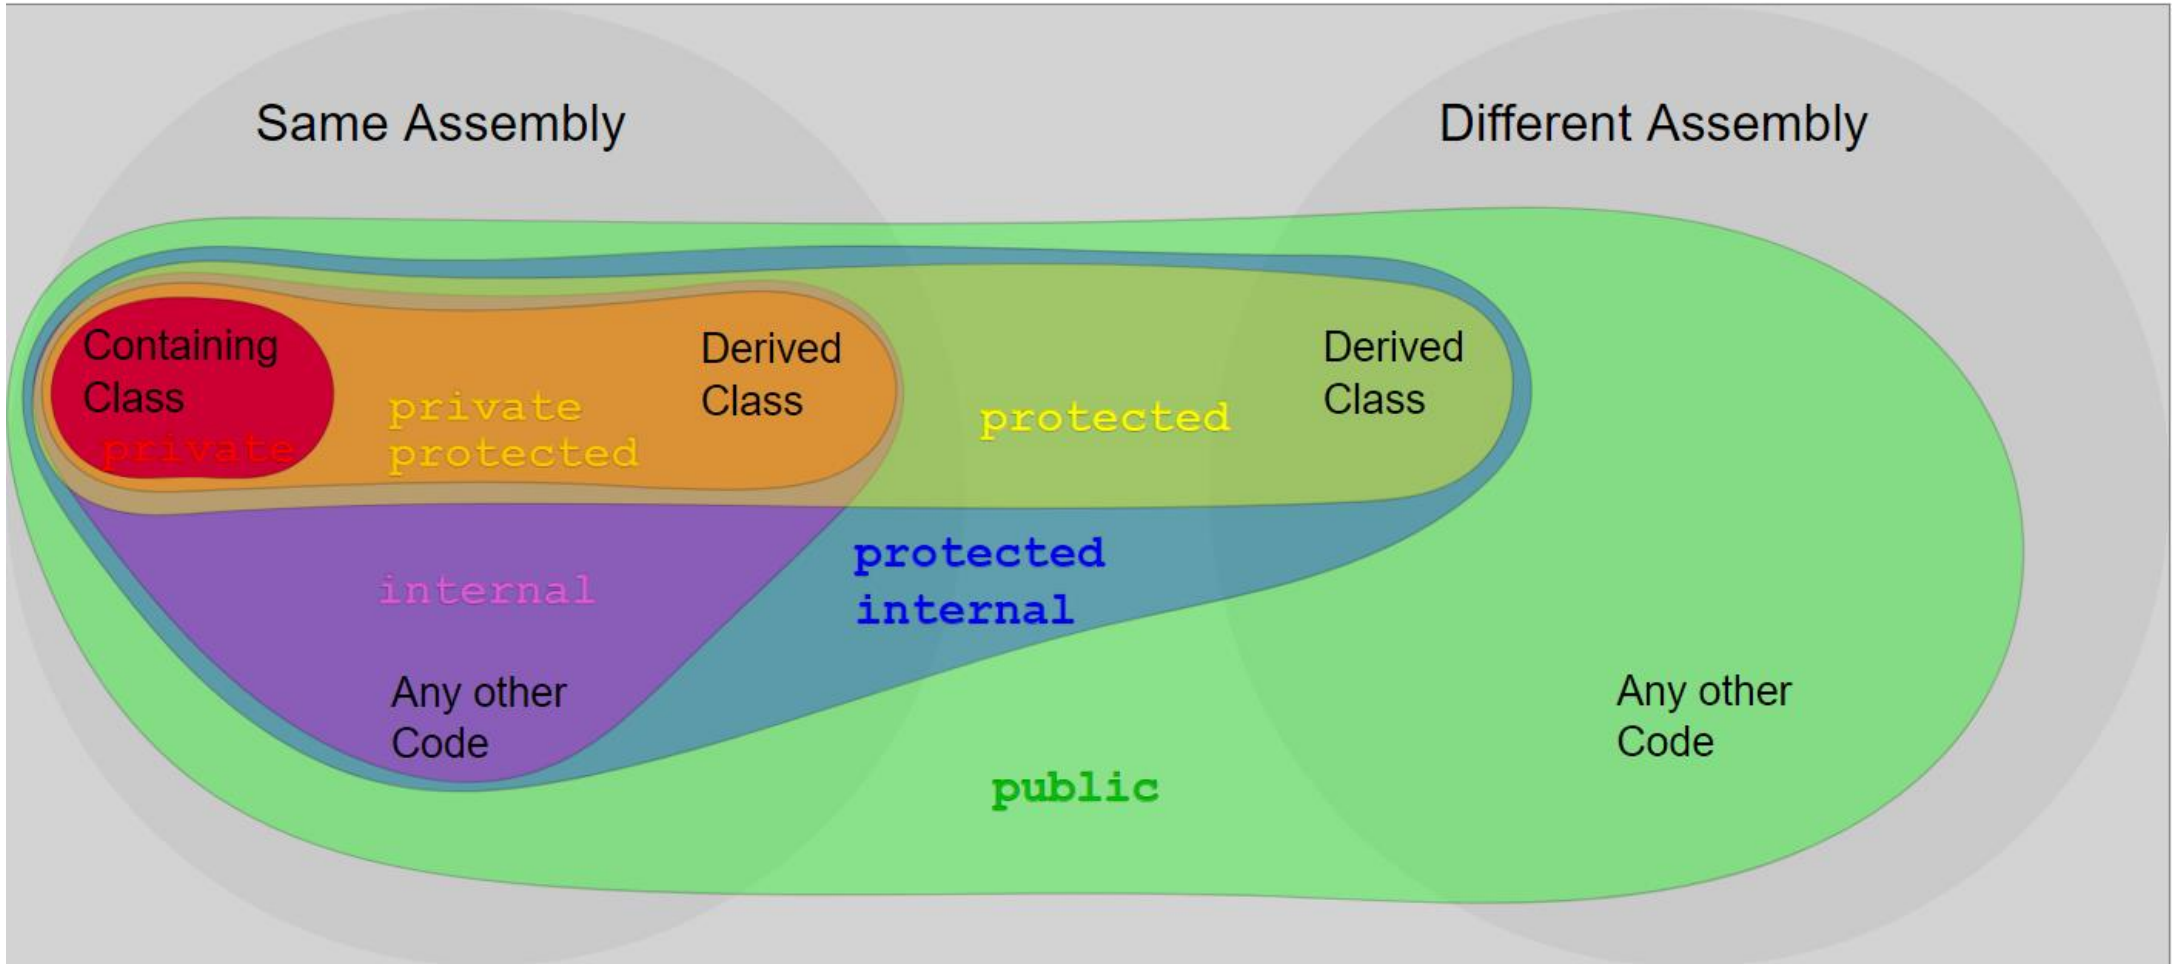 Same Assembly
Different Assembly
Containing
Class
private
private
protected
Derived
Class
protected
Derived
Class
internal
protected
internal
Any other
Code
public
Any other
Code